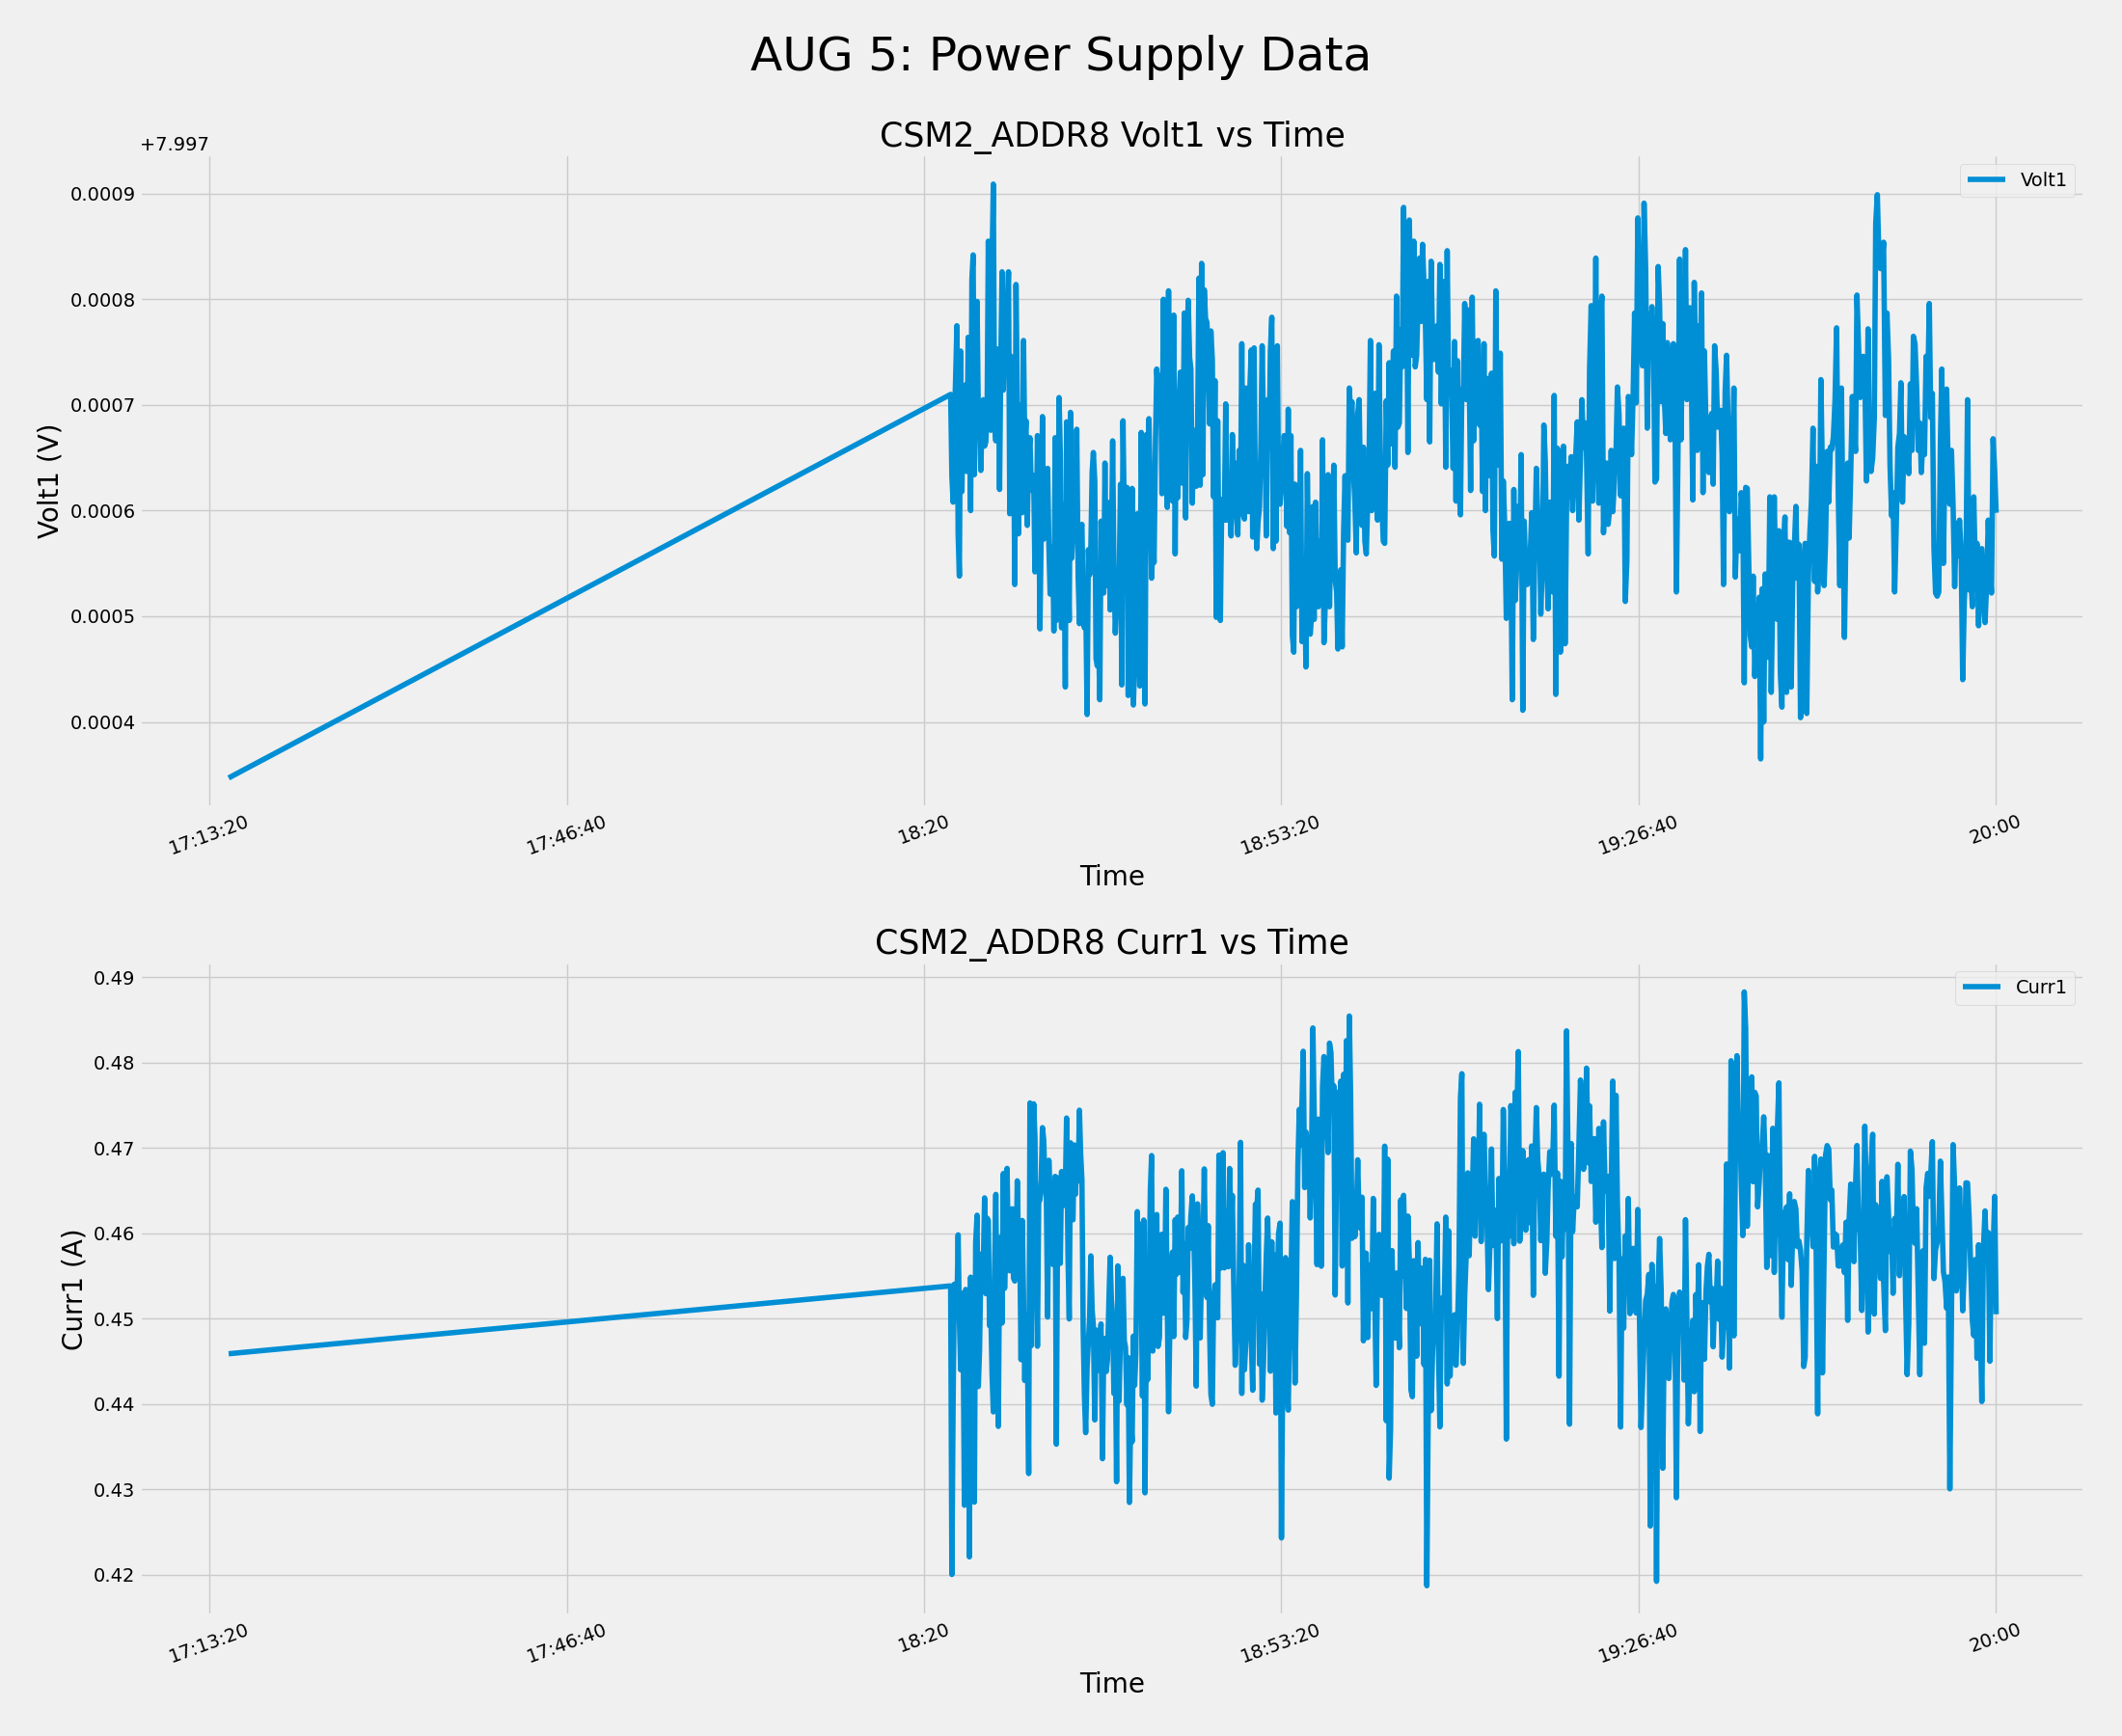 AUG 5: Power Supply Data
CSM2_ADDR8 Volt1 vs Time
+7.997
Volt1
0.0009
0.0008
0.0007
0.0006
0.0005
0.0004
Volt1 (V)
17:13:20 17:46:40 18:20 18:53:20 19:26:40 20:00
Time
CSM2_ADDR8 Curr1 vs Time
Curr1
0.49
0.48
0.47
0.46
0.45
0.44
0.43
0.42
Curr1 (A)
17:13:20 17:46:40 18:20 18:53:20 19:26:40 20:00
Time